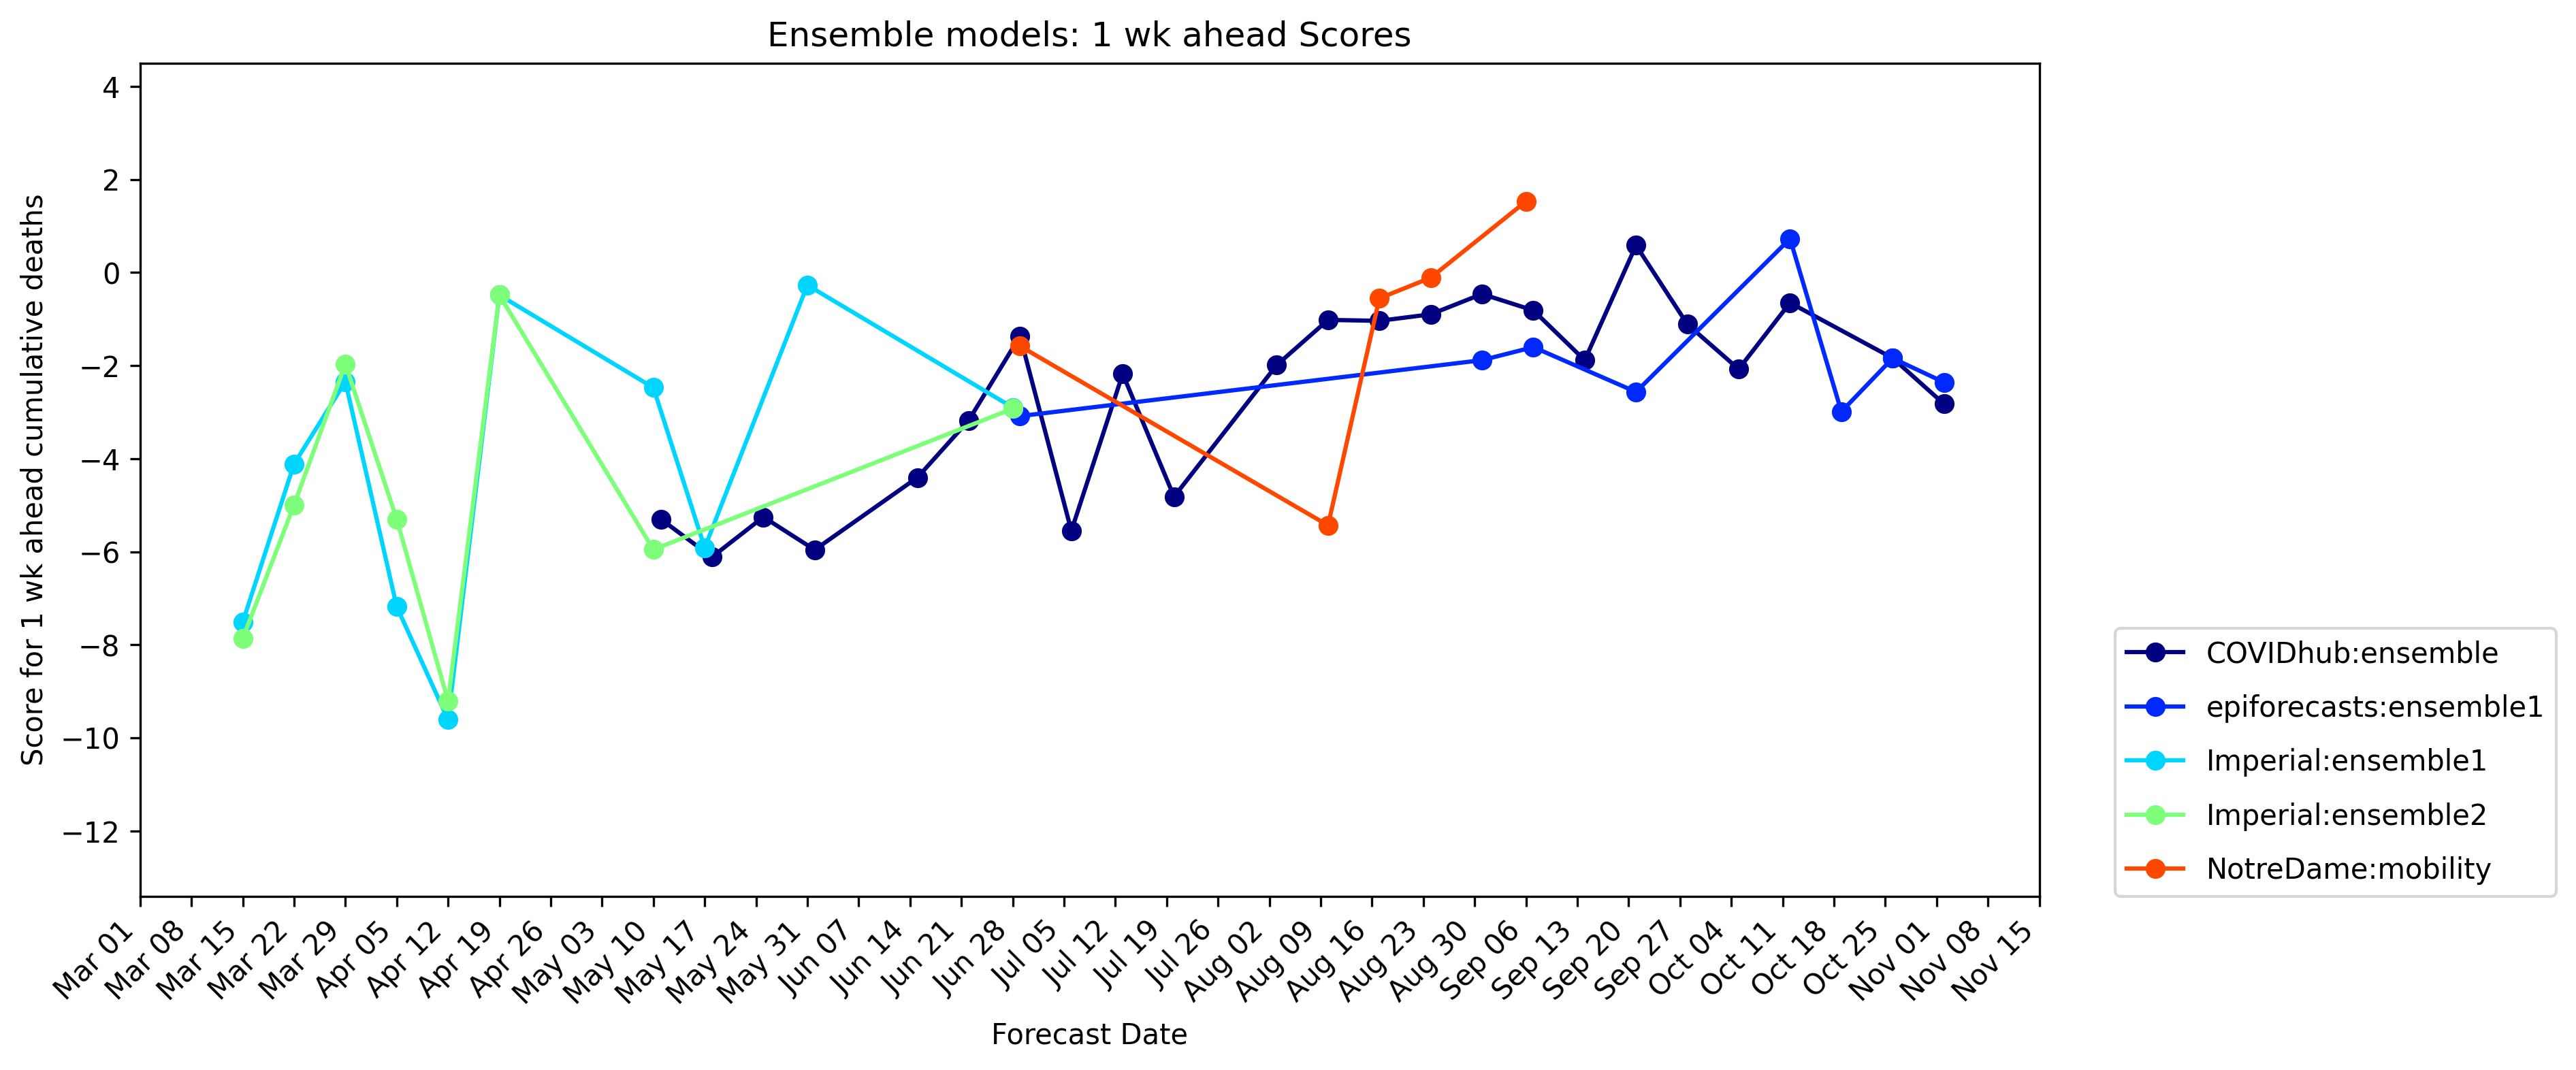 Ensemble models: 1 wk ahead Scores
Score for 1 wk ahead cumulative deaths
4
2
0
−2
−4
−6
−8
−10
−12
Mar 01
Mar 08
Mar 15
Mar 22
Mar 29
Apr 05
Apr 12
Apr 19
Apr 26
May 03
May 10
May 17
May 24
May 31
Jun 07
Jun 14
Jun 21
Jun 28
Jul 05
Jul 12
Jul 19
Jul 26
Aug 02
Aug 09
Aug 16
Aug 23
Aug 30
Sep 06
Sep 13
Sep 20
Sep 27
Oct 04
Oct 11
Oct 18
Oct 25
Nov 01
Nov 08
Nov 15
Forecast Date
COVIDhub:ensemble
epiforecasts:ensemble1
Imperial:ensemble1
Imperial:ensemble2
NotreDame:mobility